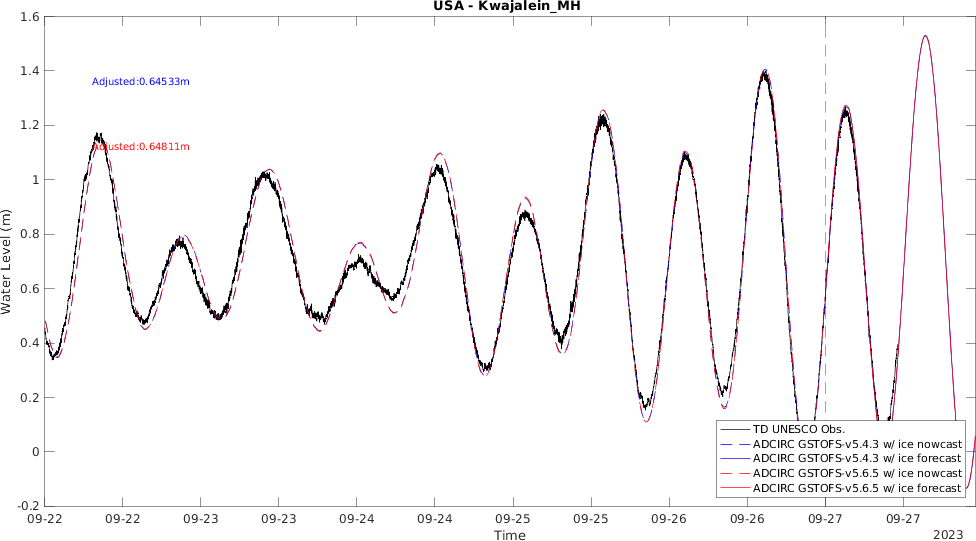 USA - Kwajalein_MH
1.6
1.4
1.2
1
0.8
0.6
0.4
0.2
0
-0.2
Water Level (m)
Adjusted:0.64533m
Adjusted:0.64811m
TD UNESCO Obs.
ADCIRC GSTOFS-v5.4.3 w/ ice nowcast
ADCIRC GSTOFS-v5.4.3 w/ ice forecast
ADCIRC GSTOFS-v5.6.5 w/ ice nowcast
ADCIRC GSTOFS-v5.6.5 w/ ice forecast
09-22 09-22 09-23 09-23 09-24 09-24 09-25 09-25 09-26 09-26 09-27 09-27
Time
2023